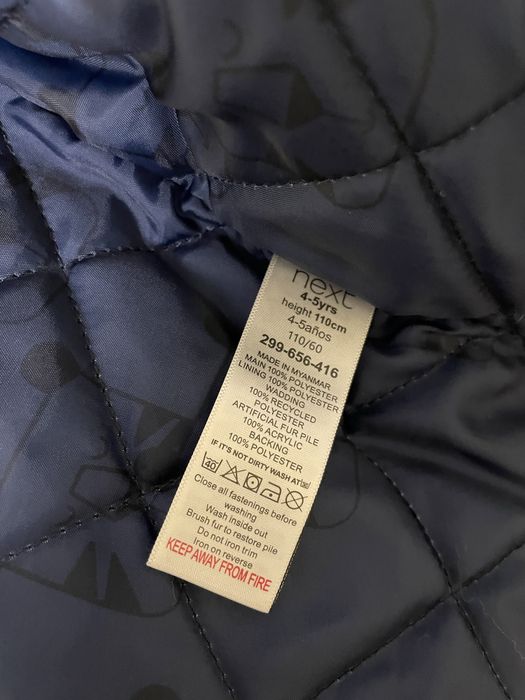 next
4-5yrs
height 110cm
4-5años
110/60
299-656-416
MADE IN MYANMAR
MAIN 100% POLYESTER
LINING 100% POLYESTER
WADDING
100% RECYCLED
POLYESTER
ARTIFICIAL FUR PILE
100% ACRYLIC
BACKING
100% POLYESTER
IF IT'S NOT DIRTY WASH AT
40
Close all fastenings before
washing
Wash inside out
Brush fur to restore pile
Do not iron trim
Iron on reverse
KEEP AWAY FROM FIRE